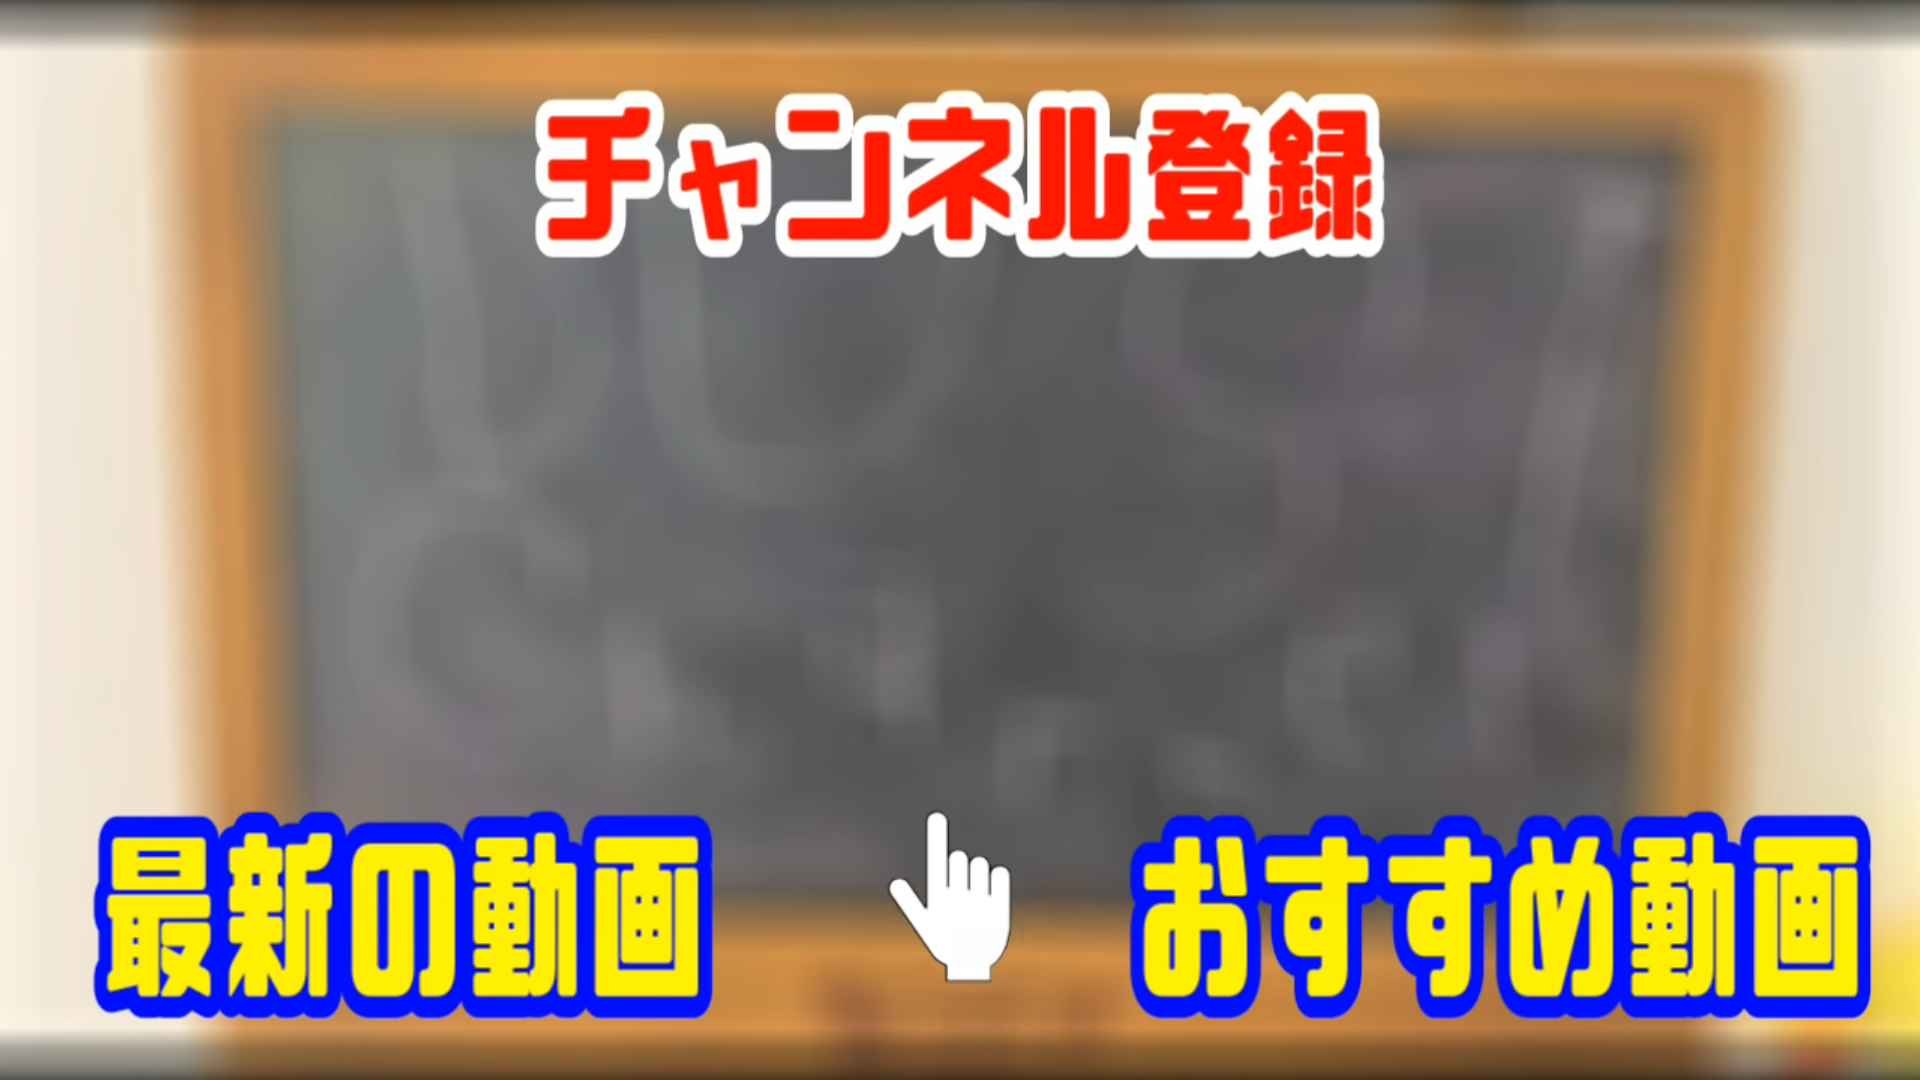 チャンネル登録
最新の動画
おすすめ動画